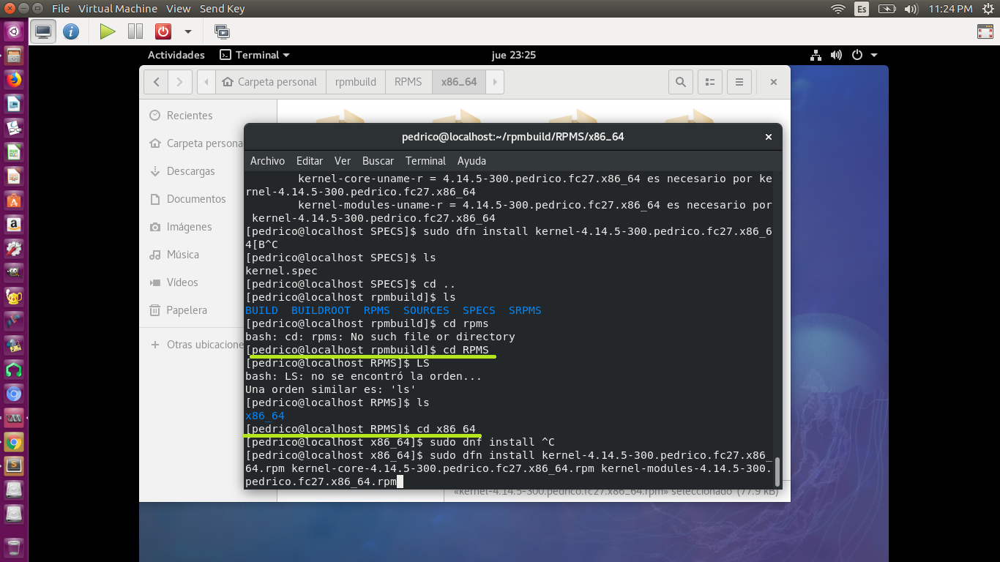 File Virtual Machine View Send Key
Es
11:24 PM
Actividades
Terminal
jue 23:25
Carpeta personal
rpmbuild
RPMS
x86_64
Recientes
Carpeta persona
Descargas
Documentos
Imágenes
Música
Vídeos
Papelera
Otras ubicacione
pedrico@localhost:~/rpmbuild/RPMS/x86_64
Archivo Editar Ver Buscar Terminal Ayuda
kernel-core-uname-r = 4.14.5-300.pedrico.fc27.x86_64 es necesario por ke
rnel-4.14.5-300.pedrico.fc27.x86_64
kernel-modules-uname-r = 4.14.5-300.pedrico.fc27.x86_64 es necesario por
kernel-4.14.5-300.pedrico.fc27.x86_64
[pedrico@localhost SPECS]$ sudo dfn install kernel-4.14.5-300.pedrico.fc27.x86_6
4[B^C
[pedrico@localhost SPECS]$ ls
kernel.spec
[pedrico@localhost SPECS]$ cd ..
[pedrico@localhost rpmbuild]$ ls
BUILD BUILDROOT RPMS SOURCES SPECS SRPMS
[pedrico@localhost rpmbuild]$ cd rpms
bash: cd: rpms: No such file or directory
[pedrico@localhost rpmbuild]$ cd RPMS
[pedrico@localhost RPMS]$ LS
bash: LS: no se encontró la orden...
Una orden similar es: 'ls'
[pedrico@localhost RPMS]$ ls
x86_64
[pedrico@localhost RPMS]$ cd x86_64
[pedrico@localhost x86_64]$ sudo dnf install ^C
[pedrico@localhost x86_64]$ sudo dfn install kernel-4.14.5-300.pedrico.fc27.x86_
64.rpm kernel-core-4.14.5-300.pedrico.fc27.x86_64.rpm kernel-modules-4.14.5-300.
pedrico.fc27.x86_64.rpm
«kernel-4.14.5-300.pedrico.fc27.x86_64.rpm» seleccionado (77.9 kB)